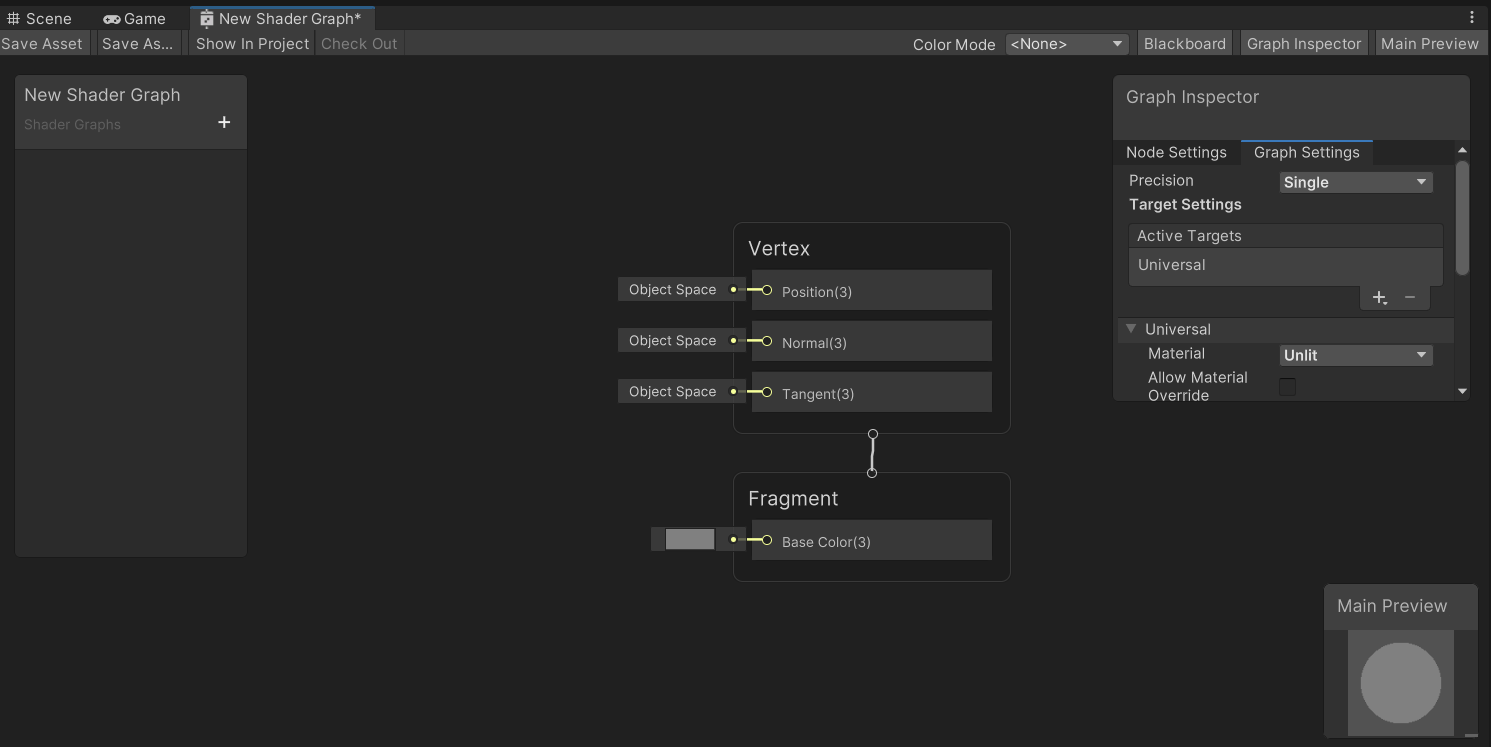 Scene Game New Shader Graph*
Save Asset Save As... Show In Project Check Out Color Mode <None> Blackboard Graph Inspector Main Preview
New Shader Graph
Shader Graphs
+
Vertex
Object Space Position(3)
Object Space Normal(3)
Object Space Tangent(3)
Fragment
Base Color(3)
Graph Inspector
Node Settings Graph Settings
Precision Single
Target Settings
Active Targets
Universal
+ −
Universal
Material Unlit
Allow Material
Override
Main Preview